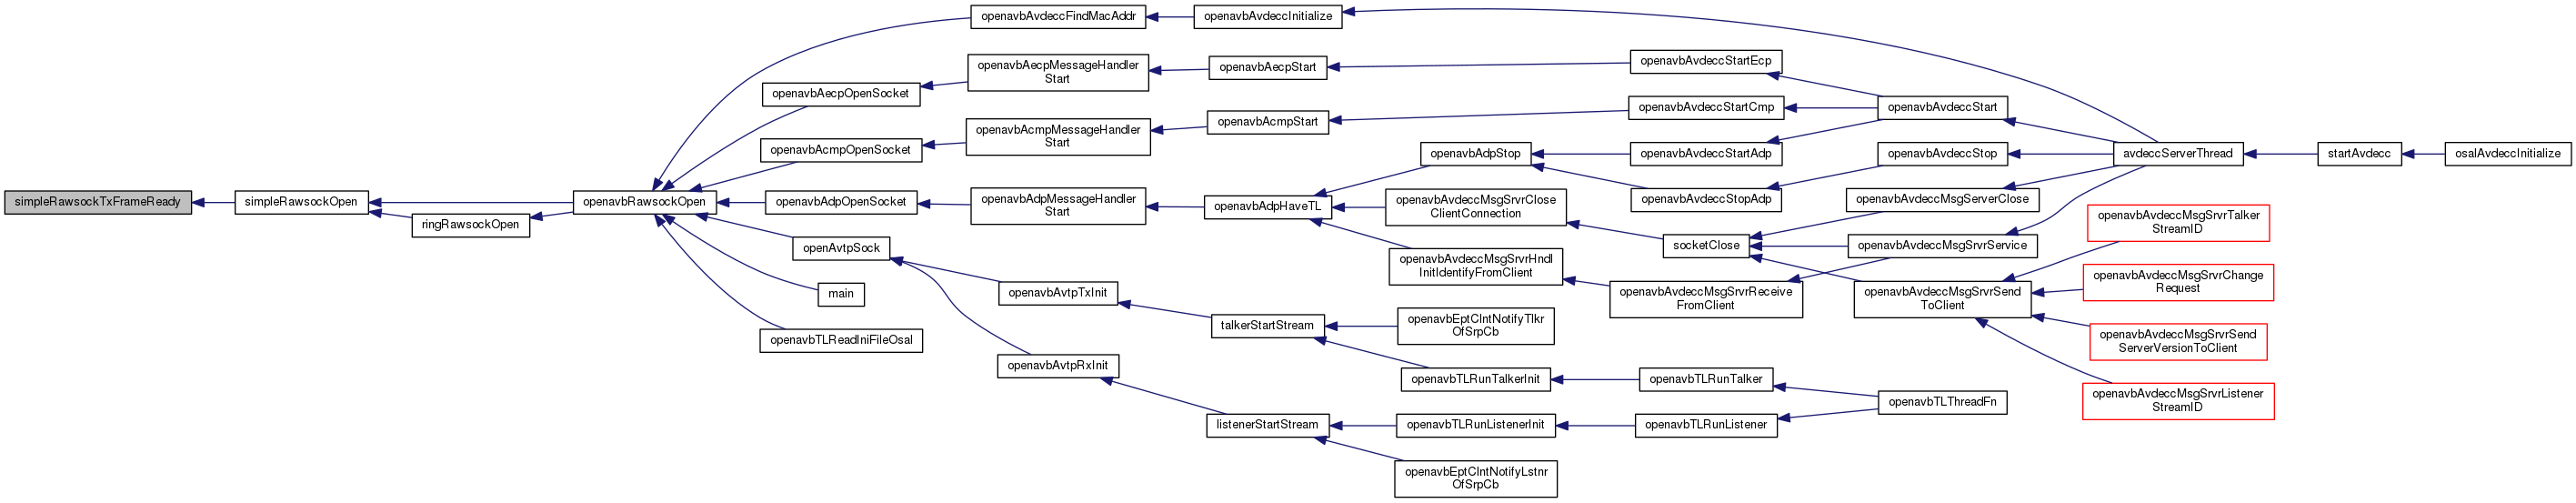 simpleRawsockTxFrameReady
simpleRawsockOpen
ringRawsockOpen
openavbRawsockOpen
openavbAvdeccFindMacAddr
openavbAvdeccInitialize
openavbAecpOpenSocket
openavbAecpMessageHandler
Start
openavbAecpStart
openavbAvdeccStartEcp
openavbAcmpOpenSocket
openavbAcmpMessageHandler
Start
openavbAcmpStart
openavbAvdeccStartCmp
openavbAvdeccStart
openavbAdpOpenSocket
openavbAdpMessageHandler
Start
openavbAdpHaveTL
openavbAdpStop
openavbAvdeccStartAdp
openavbAvdeccStopAdp
openavbAvdeccStop
avdeccServerThread
startAvdecc
osalAvdeccInitialize
openavbAvdeccMsgSrvrClose
ClientConnection
openavbAvdeccMsgSrvrHndl
InitIdentifyFromClient
socketClose
openavbAvdeccMsgSrvrReceive
FromClient
openavbAvdeccMsgServerClose
openavbAvdeccMsgSrvrService
openavbAvdeccMsgSrvrSend
ToClient
openavbAvdeccMsgSrvrTalker
StreamID
openavbAvdeccMsgSrvrChange
Request
openavbAvdeccMsgSrvrSend
ServerVersionToClient
openavbAvdeccMsgSrvrListener
StreamID
openAvtpSock
main
openavbTLReadIniFileOsal
openavbAvtpTxInit
openavbAvtpRxInit
talkerStartStream
openavbEptClntNotifyTlkr
OfSrpCb
openavbTLRunTalkerInit
openavbTLRunTalker
listenerStartStream
openavbTLRunListenerInit
openavbTLRunListener
openavbTLThreadFn
openavbEptClntNotifyLstnr
OfSrpCb